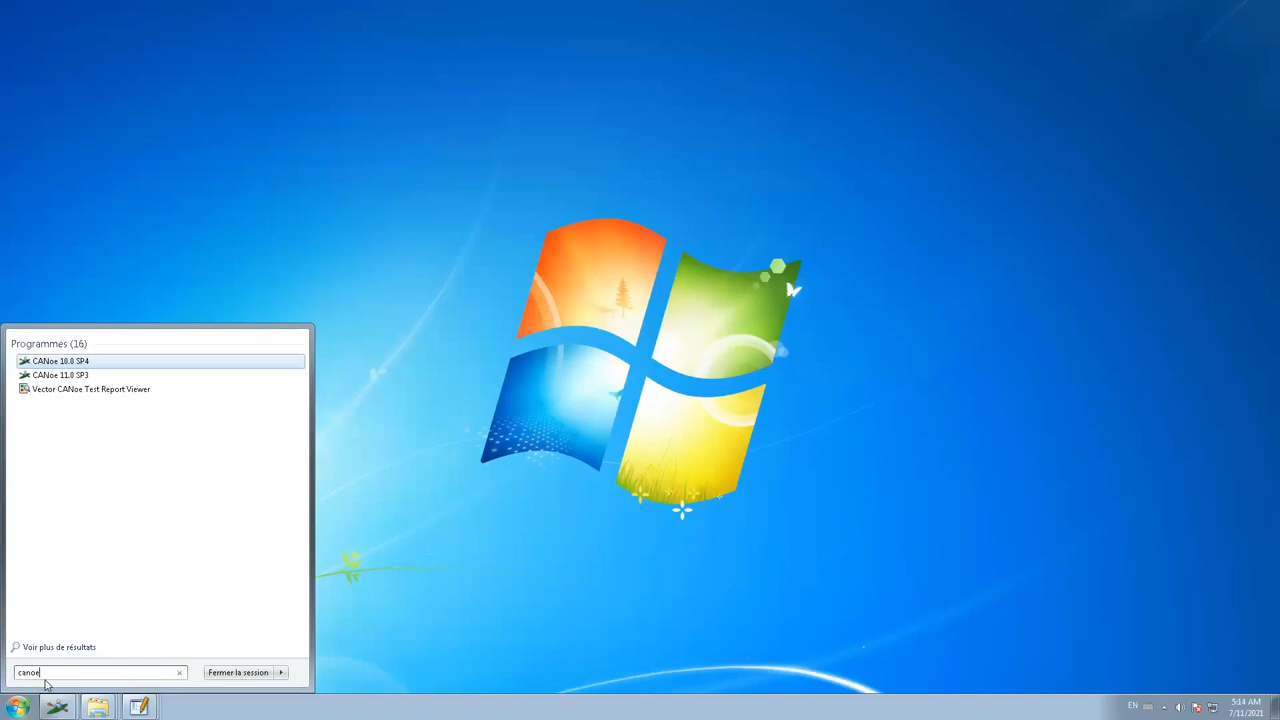 Programmes (16)
CANoe 10.0 SP4
CANoe 11.0 SP3
Vector CANoe Test Report Viewer
Voir plus de résultats
canoe
Fermer la session
EN
5:14 AM
7/11/2021